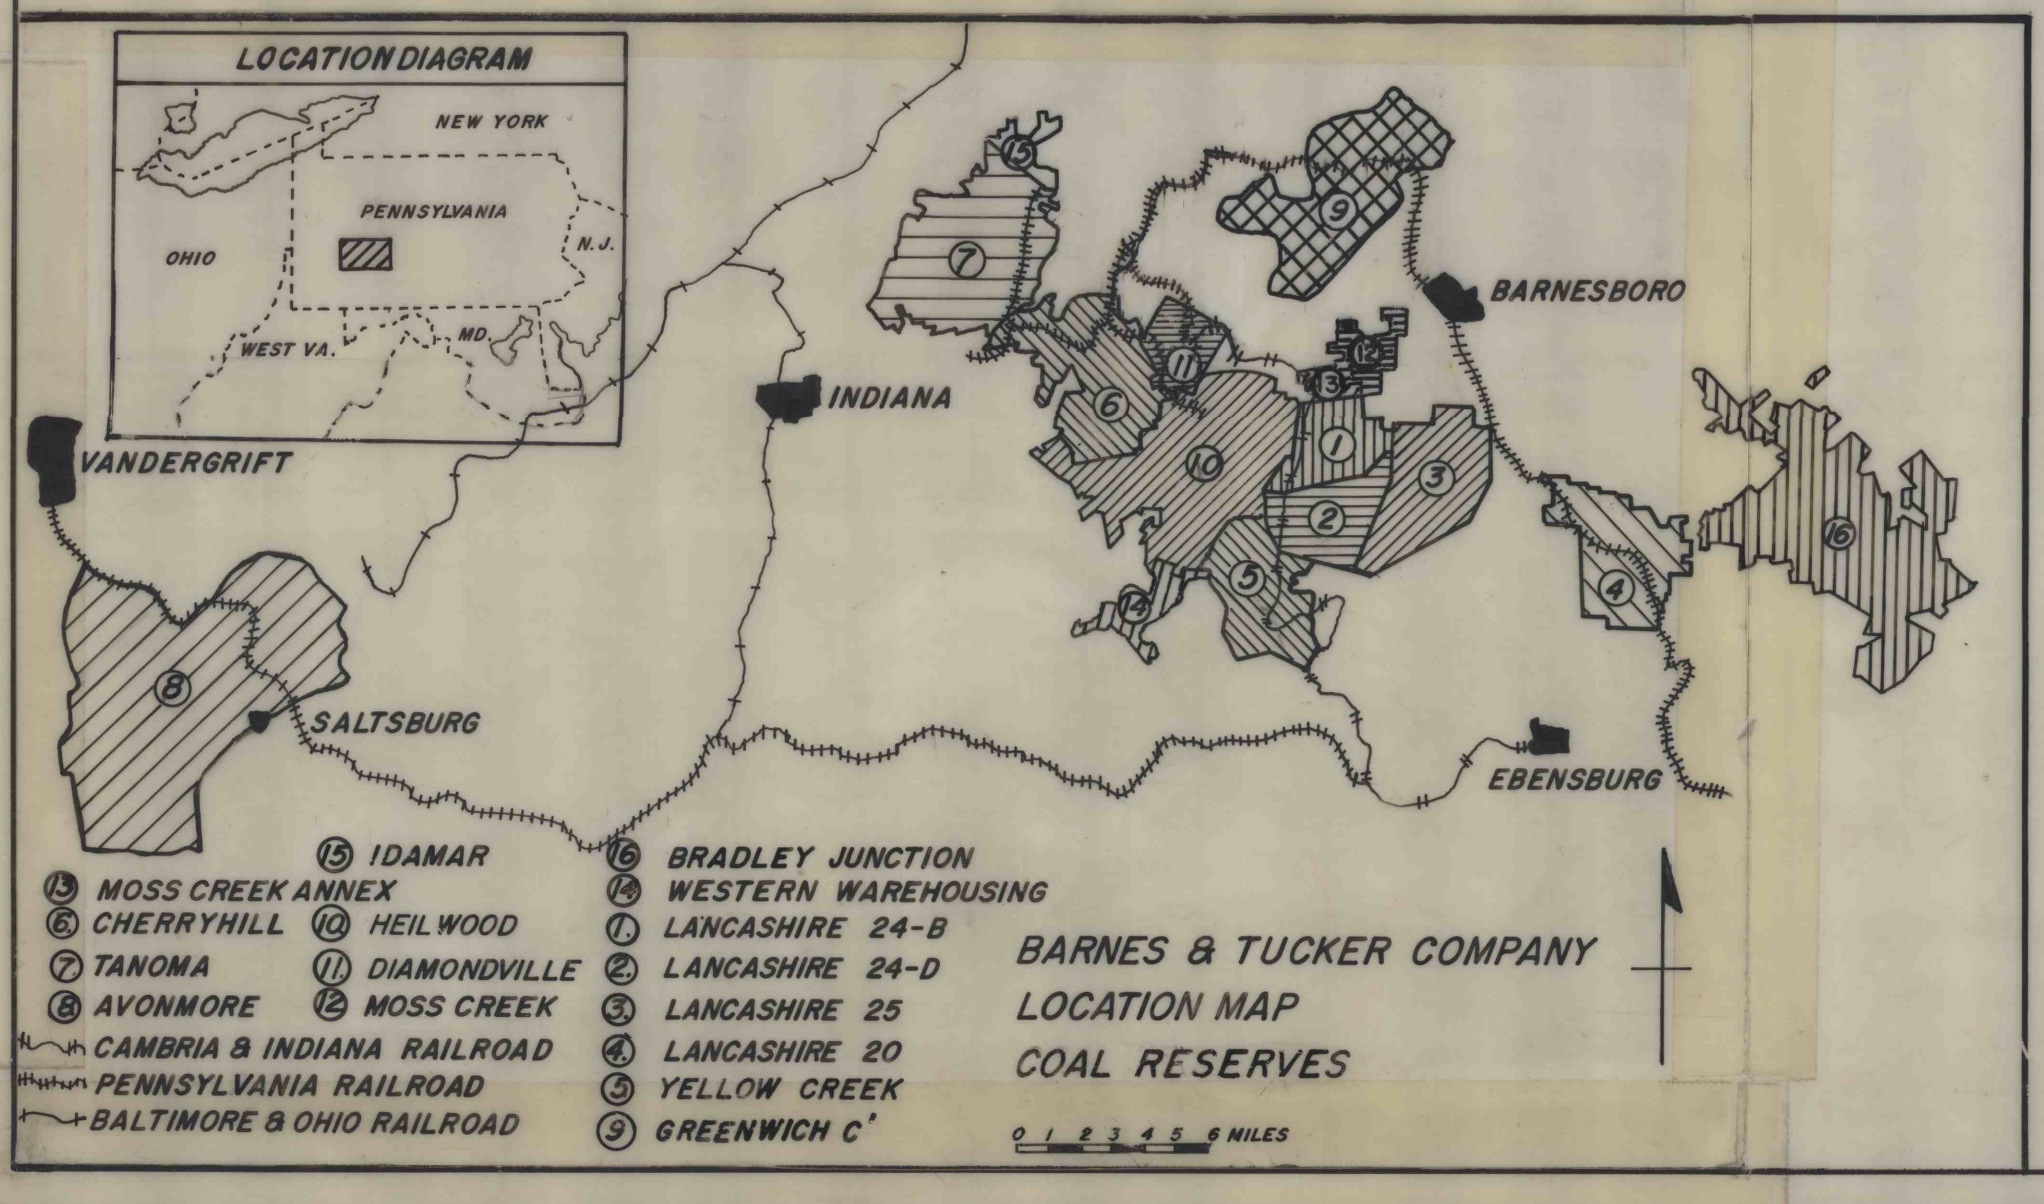 LOCATION DIAGRAM
NEW YORK
PENNSYLVANIA
OHIO
N. J.
WEST VA.
MD.
15
7
9
BARNESBORO
11
12
13
INDIANA
6
1
VANDERGRIFT
10
3
2
16
5
4
14
8
SALTSBURG
EBENSBURG
15 IDAMAR
13 MOSS CREEK ANNEX
6. CHERRYHILL
10. HEILWOOD
7. TANOMA
11. DIAMONDVILLE
8. AVONMORE
12 MOSS CREEK
CAMBRIA & INDIANA RAILROAD
PENNSYLVANIA RAILROAD
BALTIMORE & OHIO RAILROAD
16 BRADLEY JUNCTION
14. WESTERN WAREHOUSING
1. LANCASHIRE 24-B
2. LANCASHIRE 24-D
3. LANCASHIRE 25
4. LANCASHIRE 20
5 YELLOW CREEK
9 GREENWICH C'
BARNES & TUCKER COMPANY
LOCATION MAP
COAL RESERVES
0 1 2 3 4 5 6 MILES